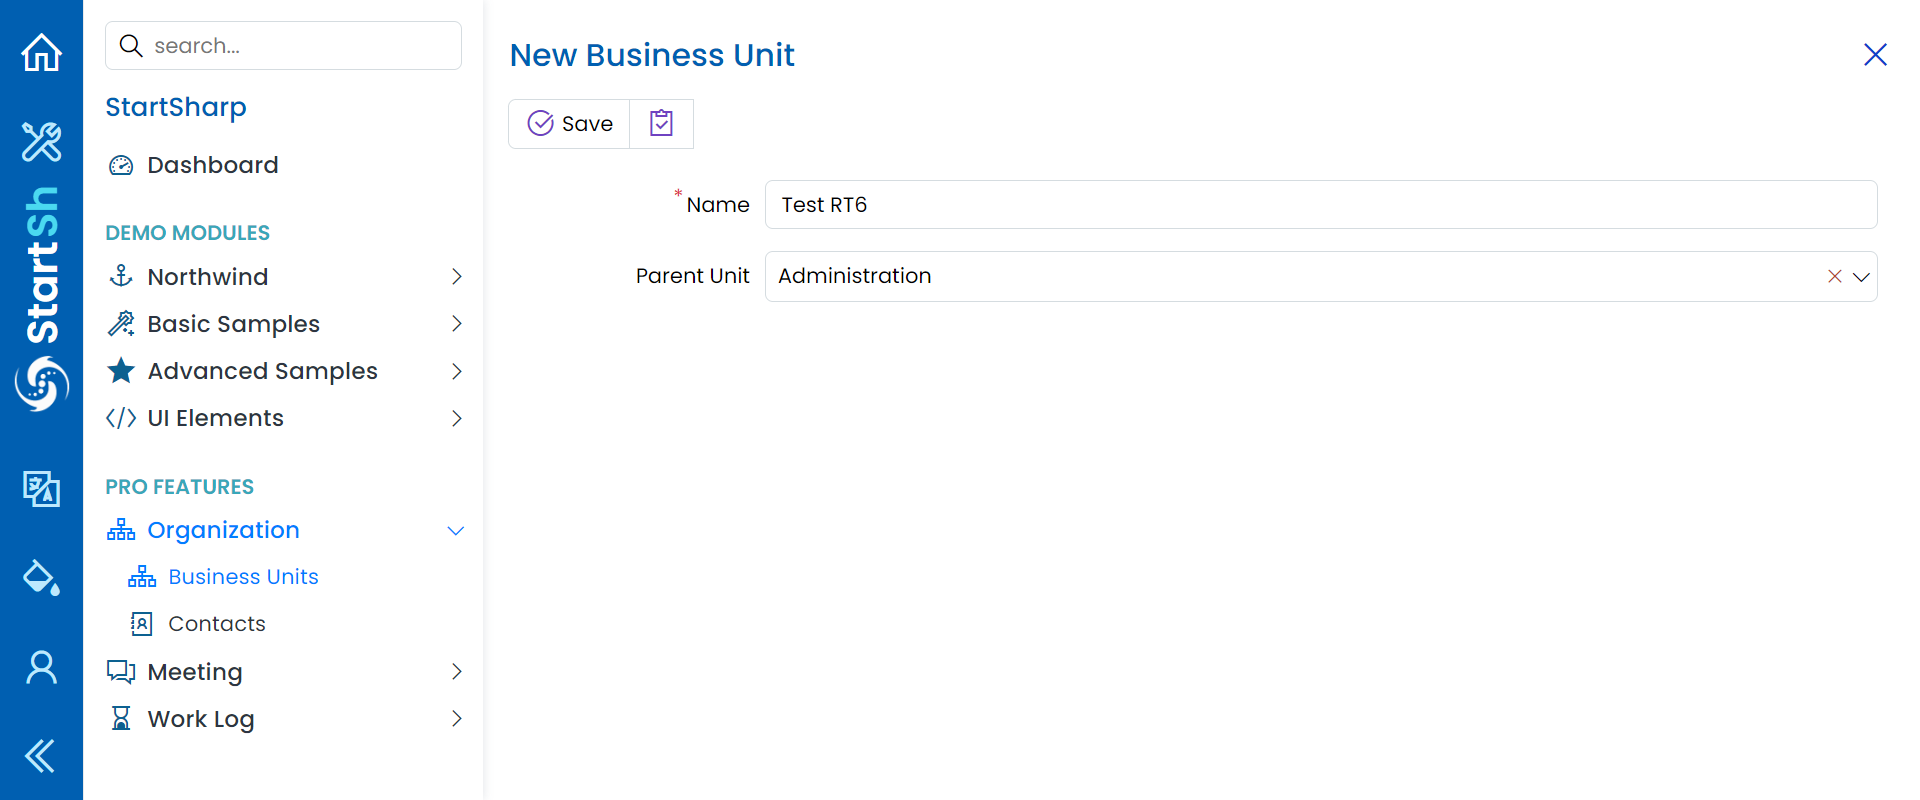 search...
StartSharp
Dashboard
DEMO MODULES
Northwind
Basic Samples
Advanced Samples
UI Elements
PRO FEATURES
Organization
Business Units
Contacts
Meeting
Work Log
StartSh
New Business Unit
Save
* Name
Test RT6
Parent Unit
Administration